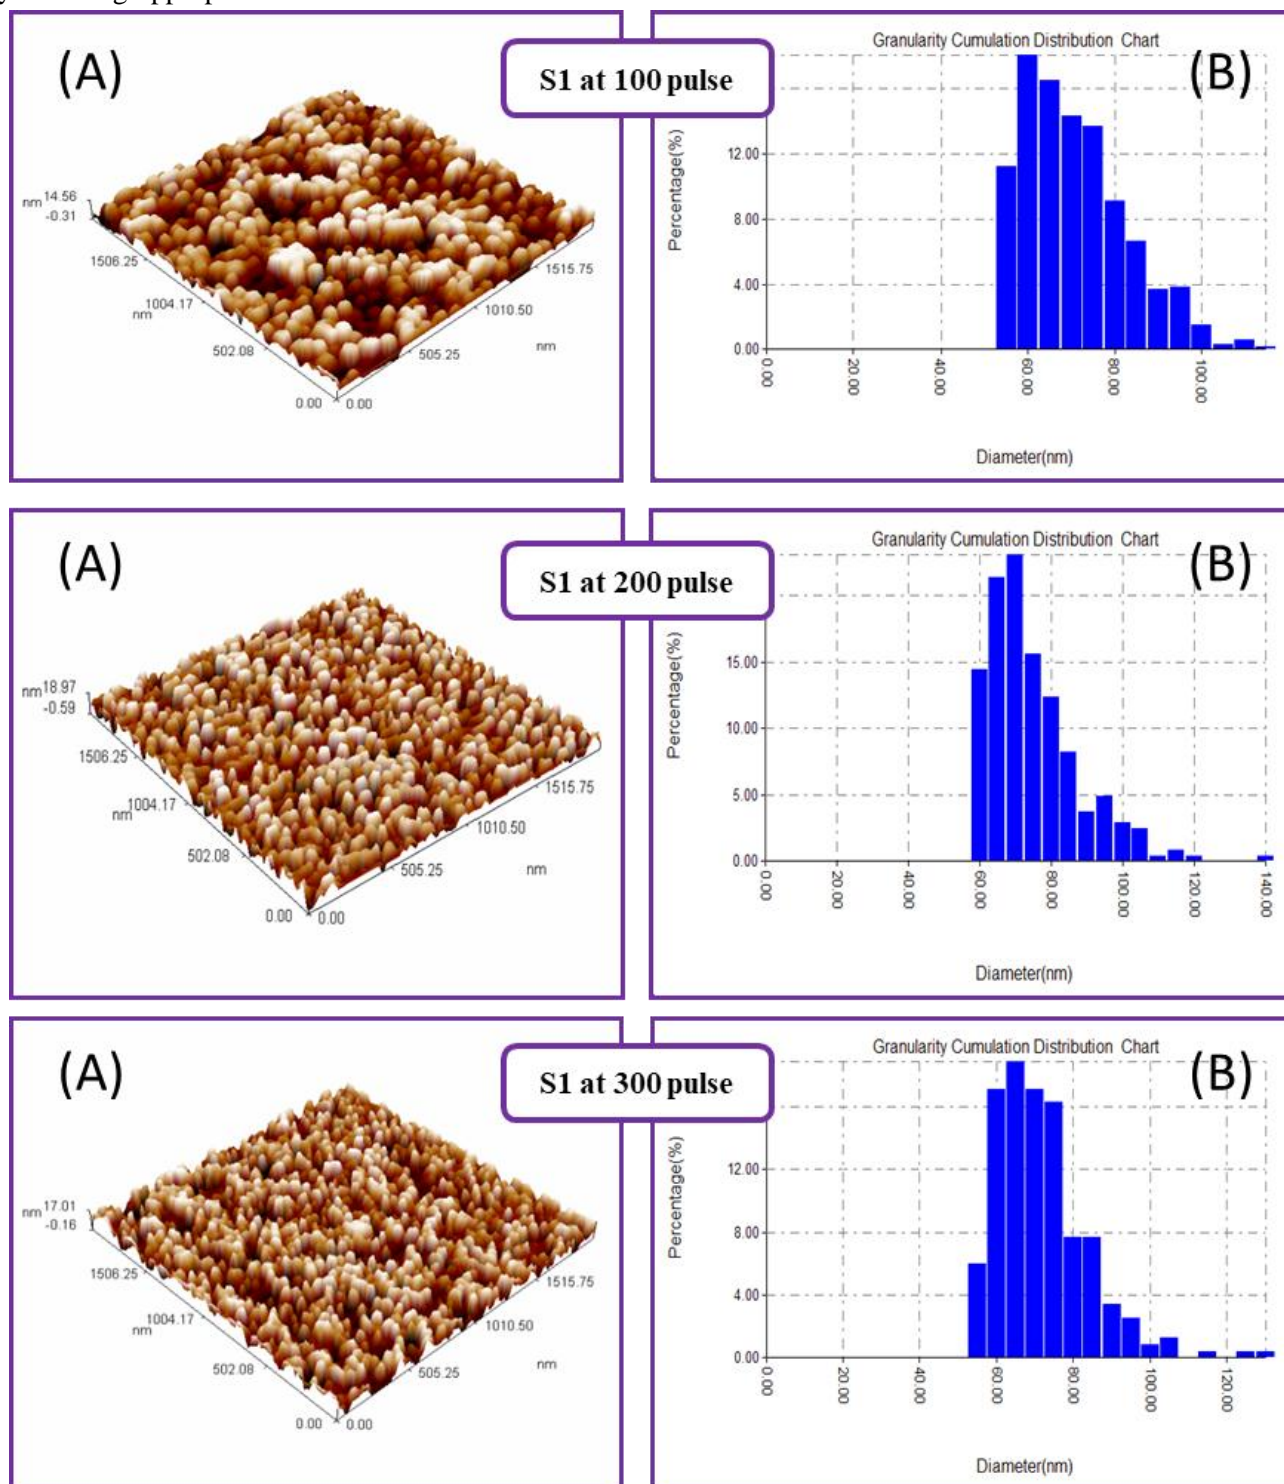 (A)
S1 at 100 pulse
nm 14.56
-0.31
1506.25
1004.17
nm
502.08
0.00
0.00
505.25
1010.50
1515.75
nm
Granularity Cumulation Distribution Chart
(B)
Percentage(%)
12.00
8.00
4.00
0.00
0.00
20.00
40.00
60.00
80.00
100.00
Diameter(nm)
(A)
S1 at 200 pulse
nm 18.97
-0.59
1506.25
1004.17
nm
502.08
0.00
0.00
505.25
1010.50
1515.75
nm
Granularity Cumulation Distribution Chart
(B)
Percentage(%)
15.00
10.00
5.00
0.00
0.00
20.00
40.00
60.00
80.00
100.00
120.00
140.00
Diameter(nm)
(A)
S1 at 300 pulse
nm 17.01
-0.16
1506.25
1004.17
nm
502.08
0.00
0.00
505.25
1010.50
1515.75
nm
Granularity Cumulation Distribution Chart
(B)
Percentage(%)
12.00
8.00
4.00
0.00
0.00
20.00
40.00
60.00
80.00
100.00
120.00
Diameter(nm)